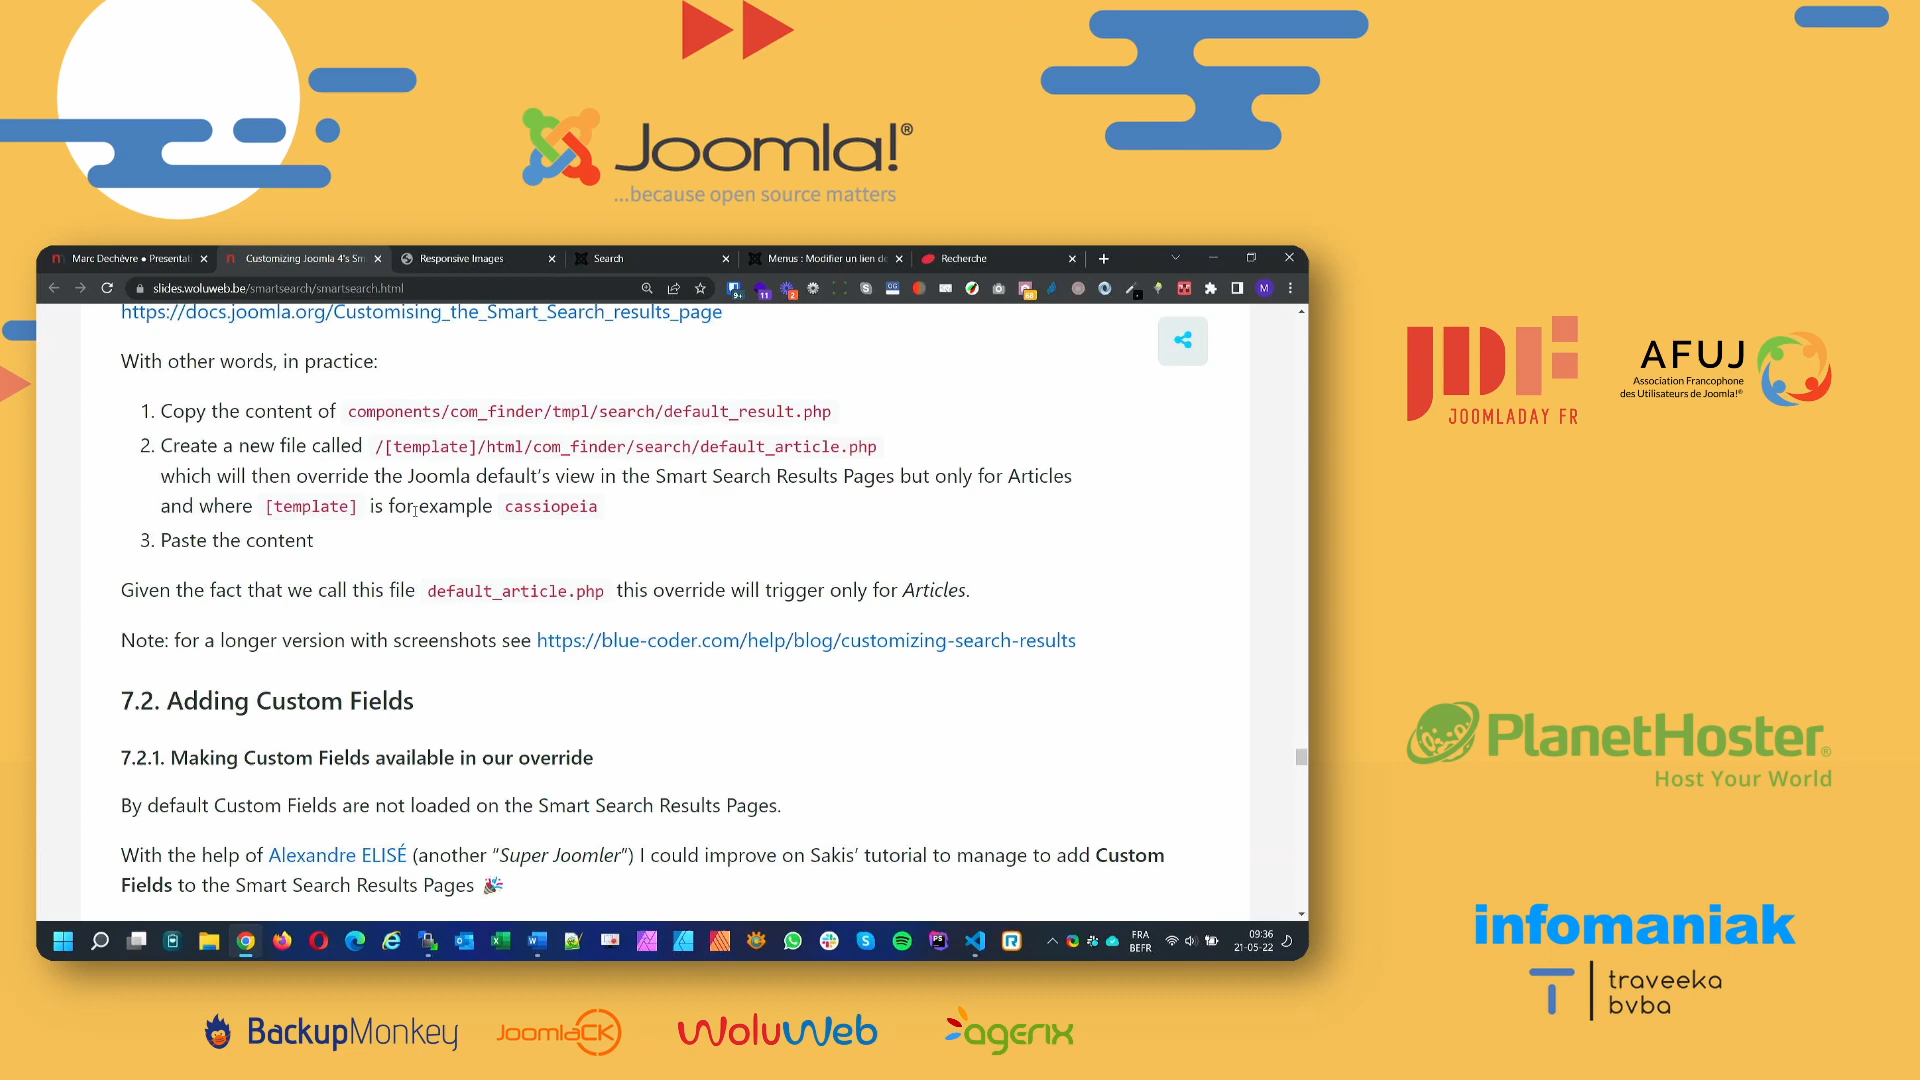 Joomla!®
...because open source matters
Marc Dechèvre • Presentati
Customizing Joomla 4's Sm
Responsive Images
Search
Menus : Modifier un lien de
Recherche
slides.woluweb.be/smartsearch/smartsearch.html
https://docs.joomla.org/Customising_the_Smart_Search_results_page
With other words, in practice:
1. Copy the content of components/com_finder/tmpl/search/default_result.php
2. Create a new file called /[template]/html/com_finder/search/default_article.php
which will then override the Joomla default's view in the Smart Search Results Pages but only for Articles
and where [template] is for example cassiopeia
3. Paste the content
Given the fact that we call this file default_article.php this override will trigger only for Articles.
Note: for a longer version with screenshots see https://blue-coder.com/help/blog/customizing-search-results
7.2. Adding Custom Fields
7.2.1. Making Custom Fields available in our override
By default Custom Fields are not loaded on the Smart Search Results Pages.
With the help of Alexandre ELISÉ (another “Super Joomler”) I could improve on Sakis’ tutorial to manage to add Custom
Fields to the Smart Search Results Pages 🎉
FRA
BEFR
09:36
21-05-22
JDF
JOOMLADAY FR
AFUJ
Association Francophone
des Utilisateurs de Joomla!®
PlanetHoster®
Host Your World
infomaniak
traveeka
bvba
BackupMonkey
JoomlaCK
WoluWeb
agerix